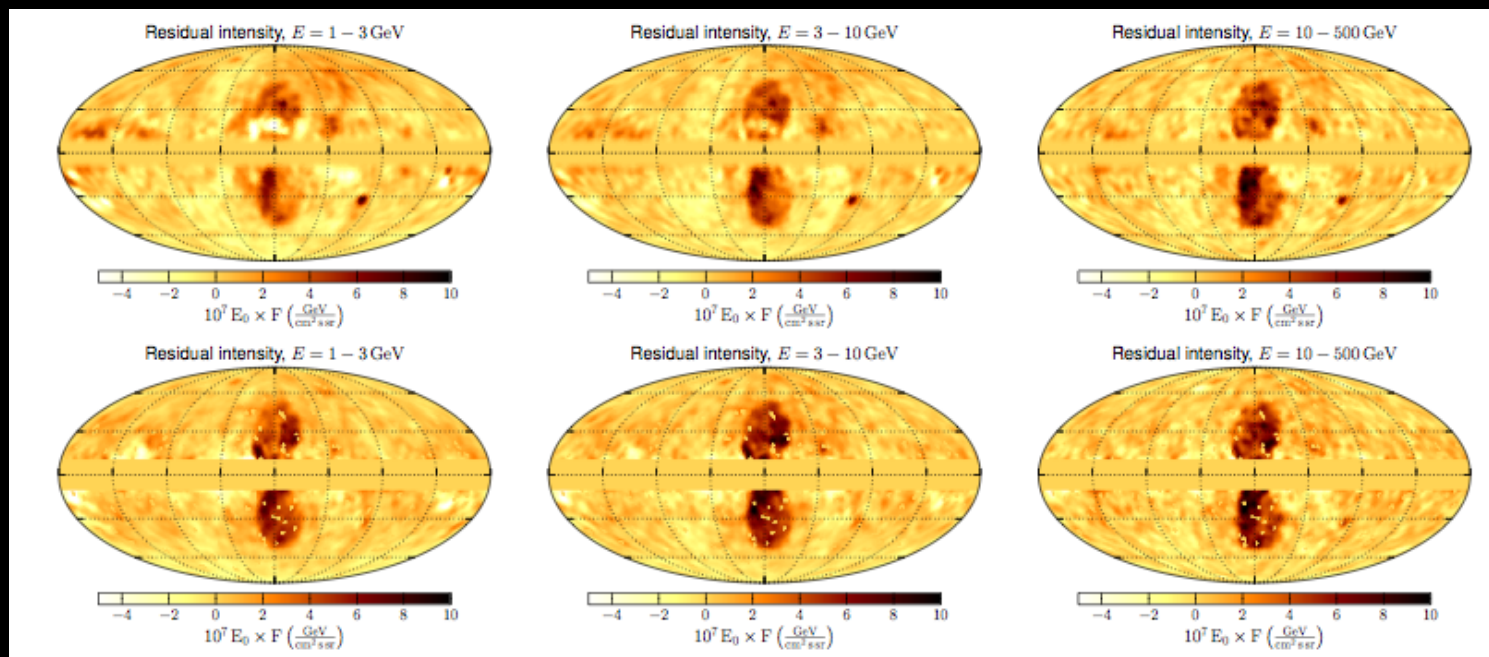 Residual intensity, E = 1 − 3 GeV
Residual intensity, E = 3 − 10 GeV
Residual intensity, E = 10 − 500 GeV
−4 −2 0 2 4 6 8 10
−4 −2 0 2 4 6 8 10
−4 −2 0 2 4 6 8 10
10⁷ E₀ × F (GeV / cm² s sr)
10⁷ E₀ × F (GeV / cm² s sr)
10⁷ E₀ × F (GeV / cm² s sr)
Residual intensity, E = 1 − 3 GeV
Residual intensity, E = 3 − 10 GeV
Residual intensity, E = 10 − 500 GeV
−4 −2 0 2 4 6 8 10
−4 −2 0 2 4 6 8 10
−4 −2 0 2 4 6 8 10
10⁷ E₀ × F (GeV / cm² s sr)
10⁷ E₀ × F (GeV / cm² s sr)
10⁷ E₀ × F (GeV / cm² s sr)